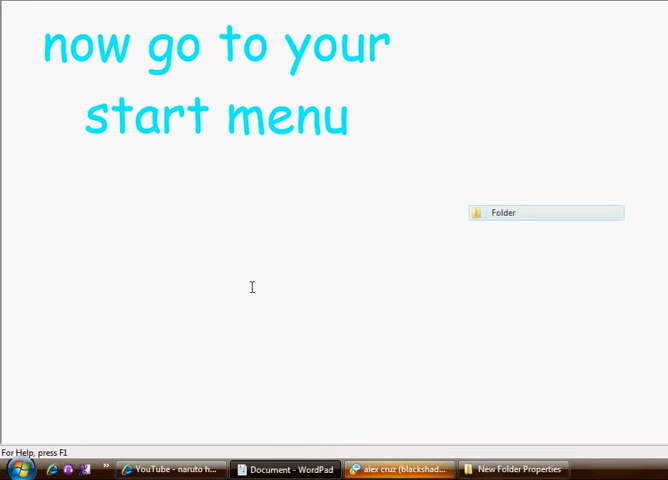 now go to your
start menu
Folder
For Help, press F1
YouTube - naruto h...
Document - WordPad
alex cruz (blackshad...
New Folder Properties